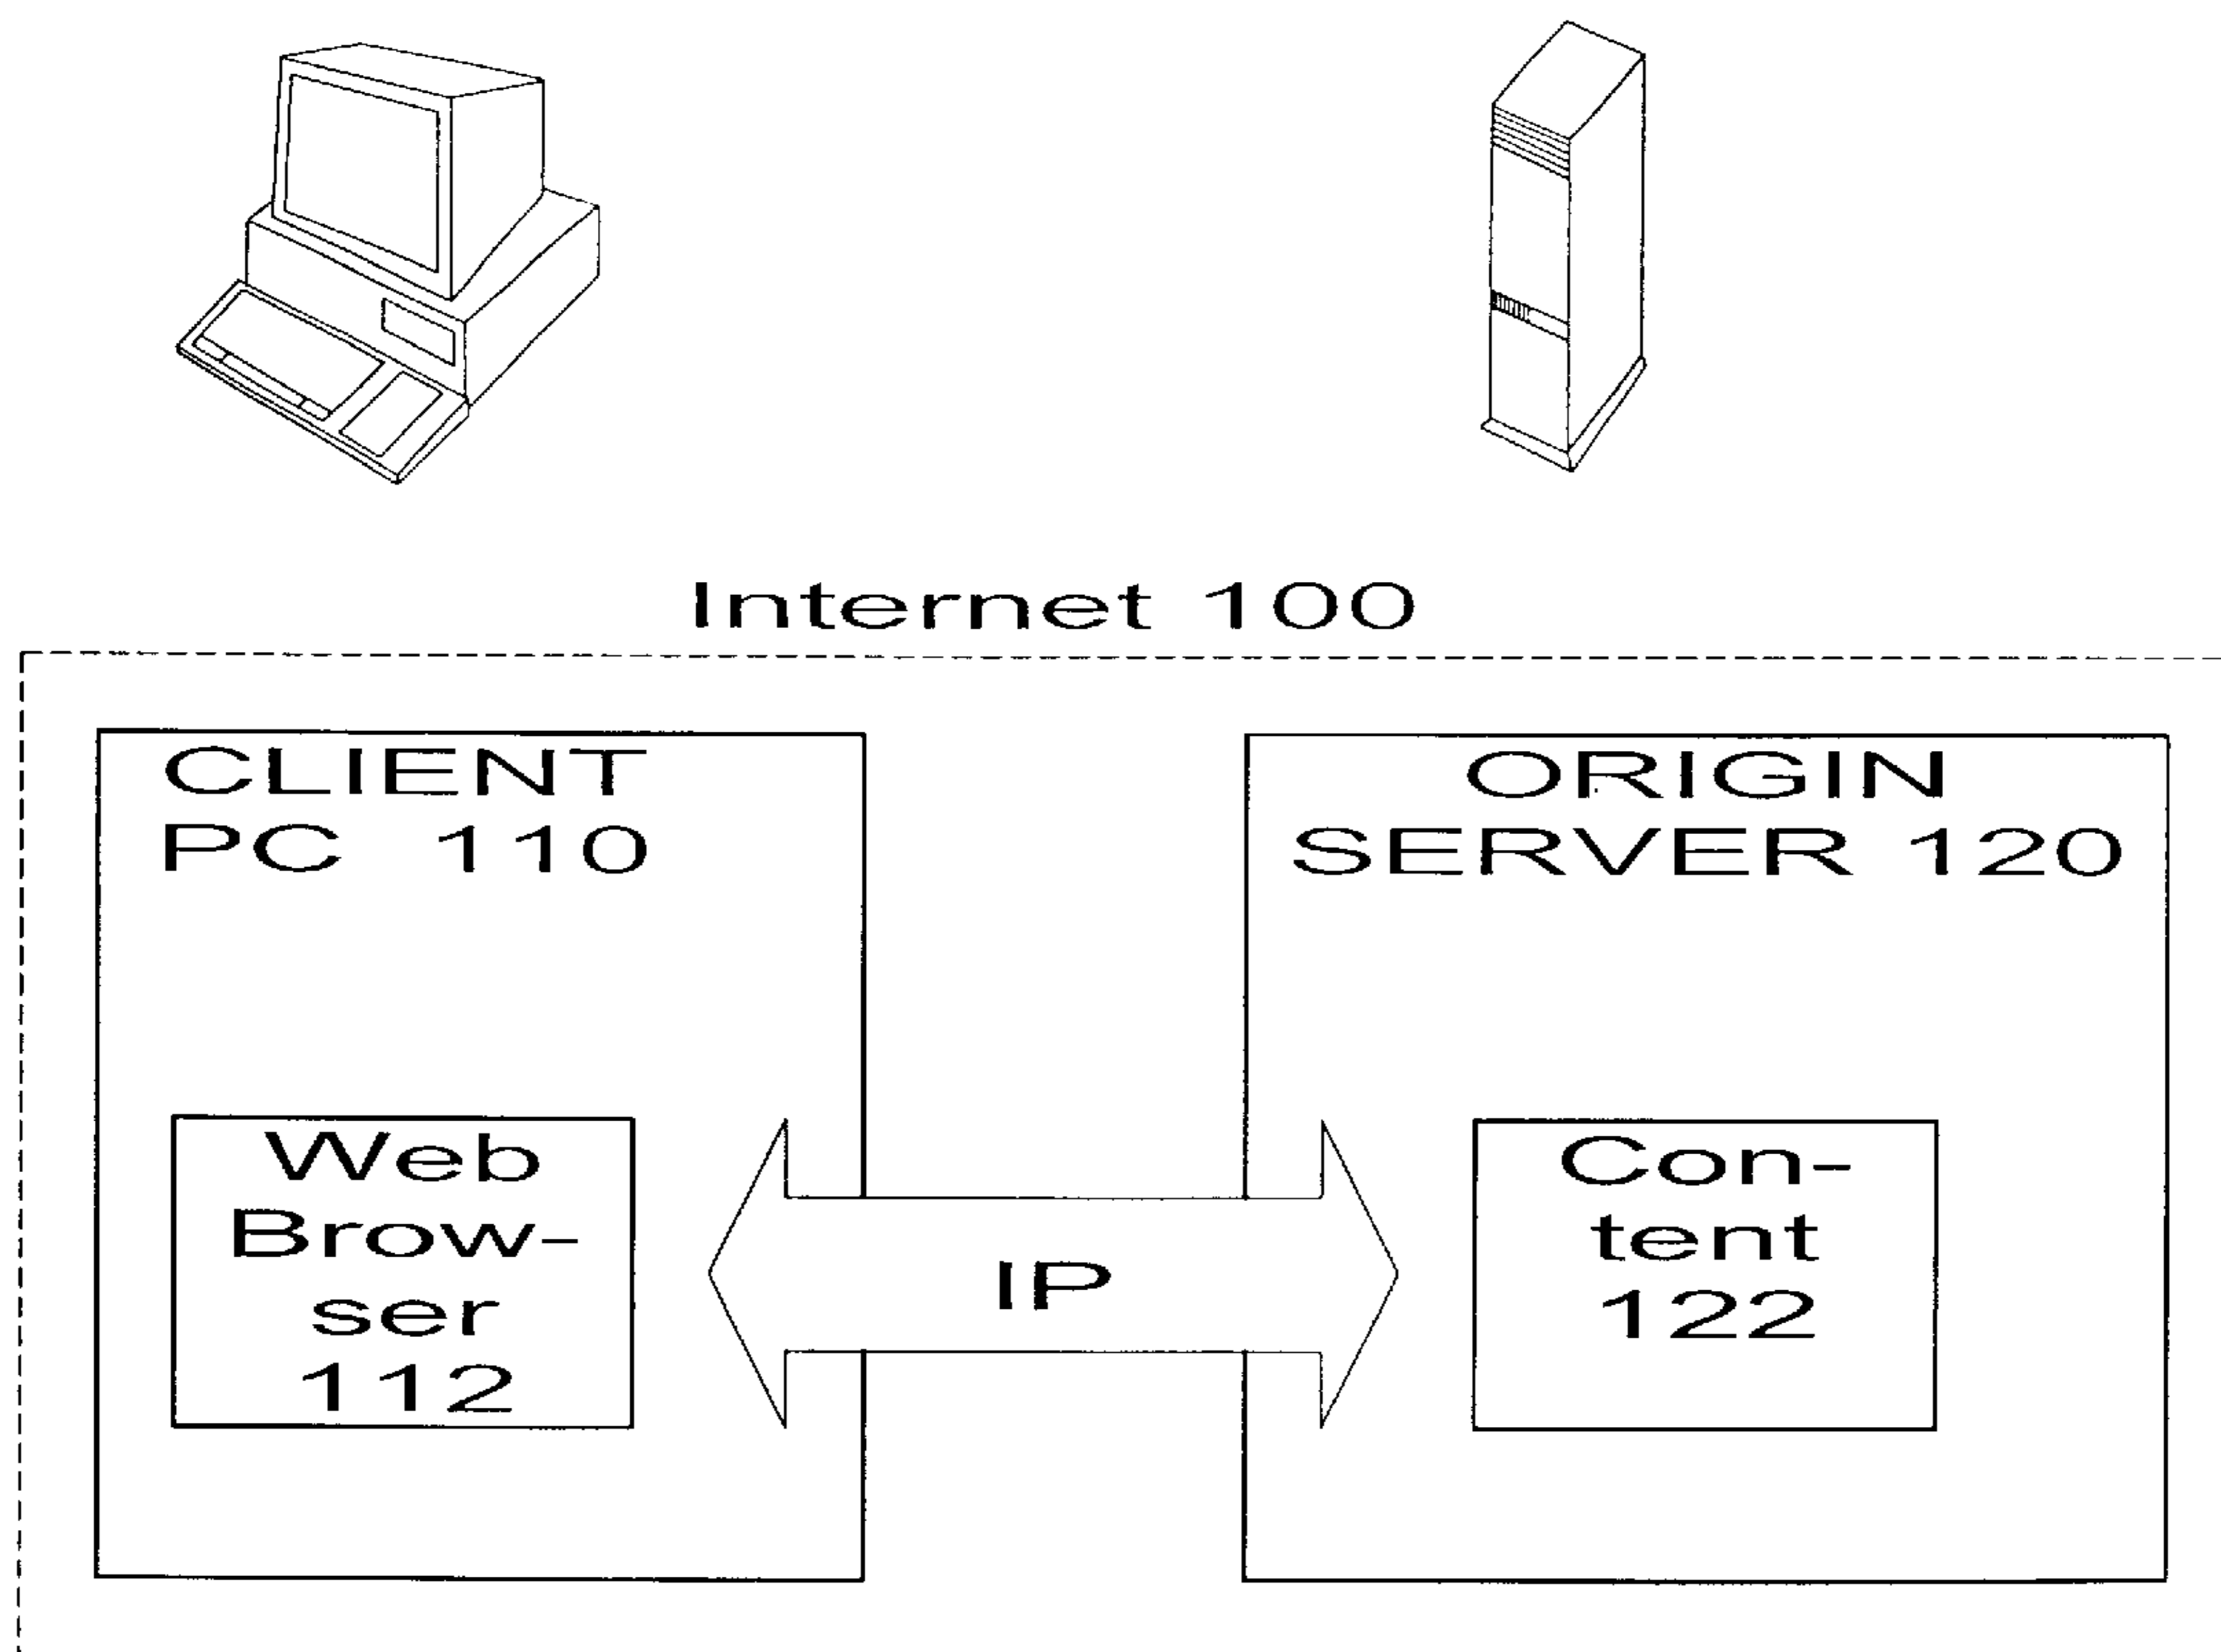 Internet 100
CLIENT
PC 110
ORIGIN
SERVER 120
Web
Brow-
ser
112
IP
Con-
tent
122